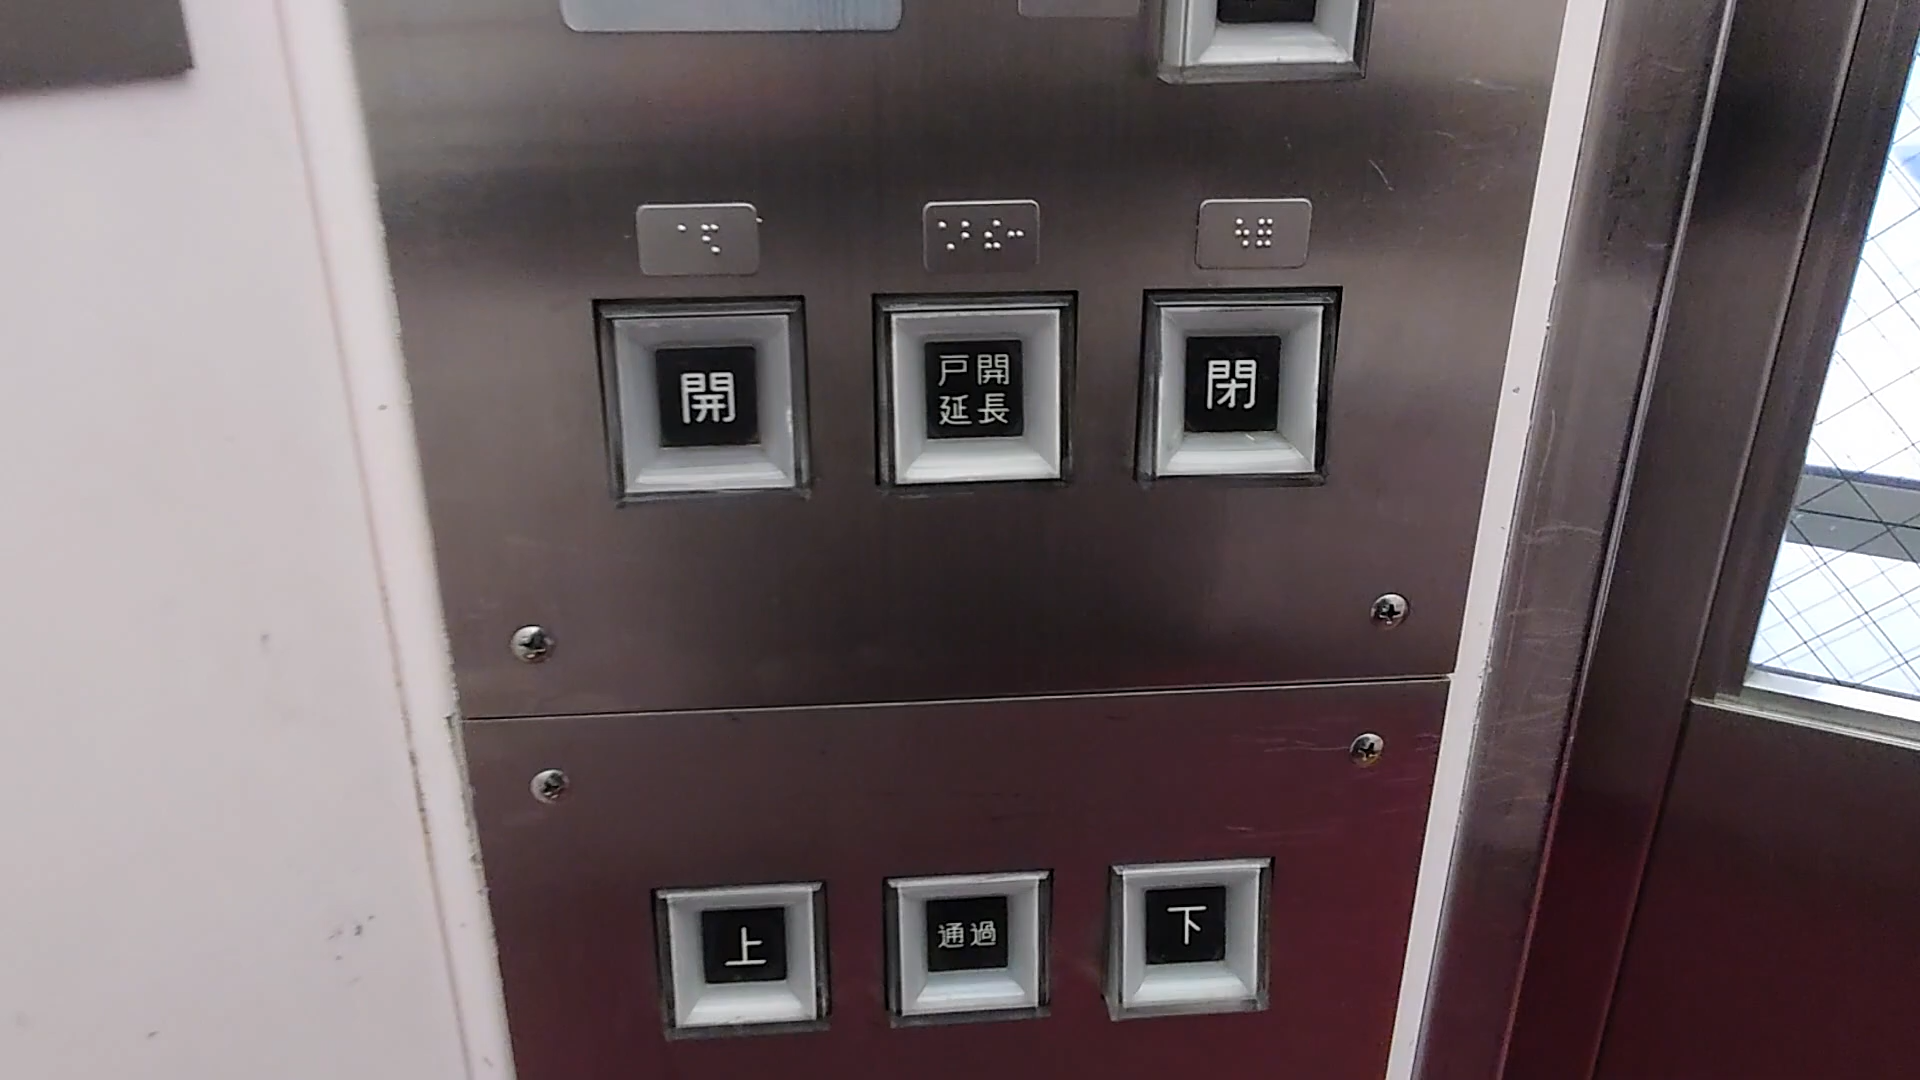 開
戸開
延長
閉
上
通過
下